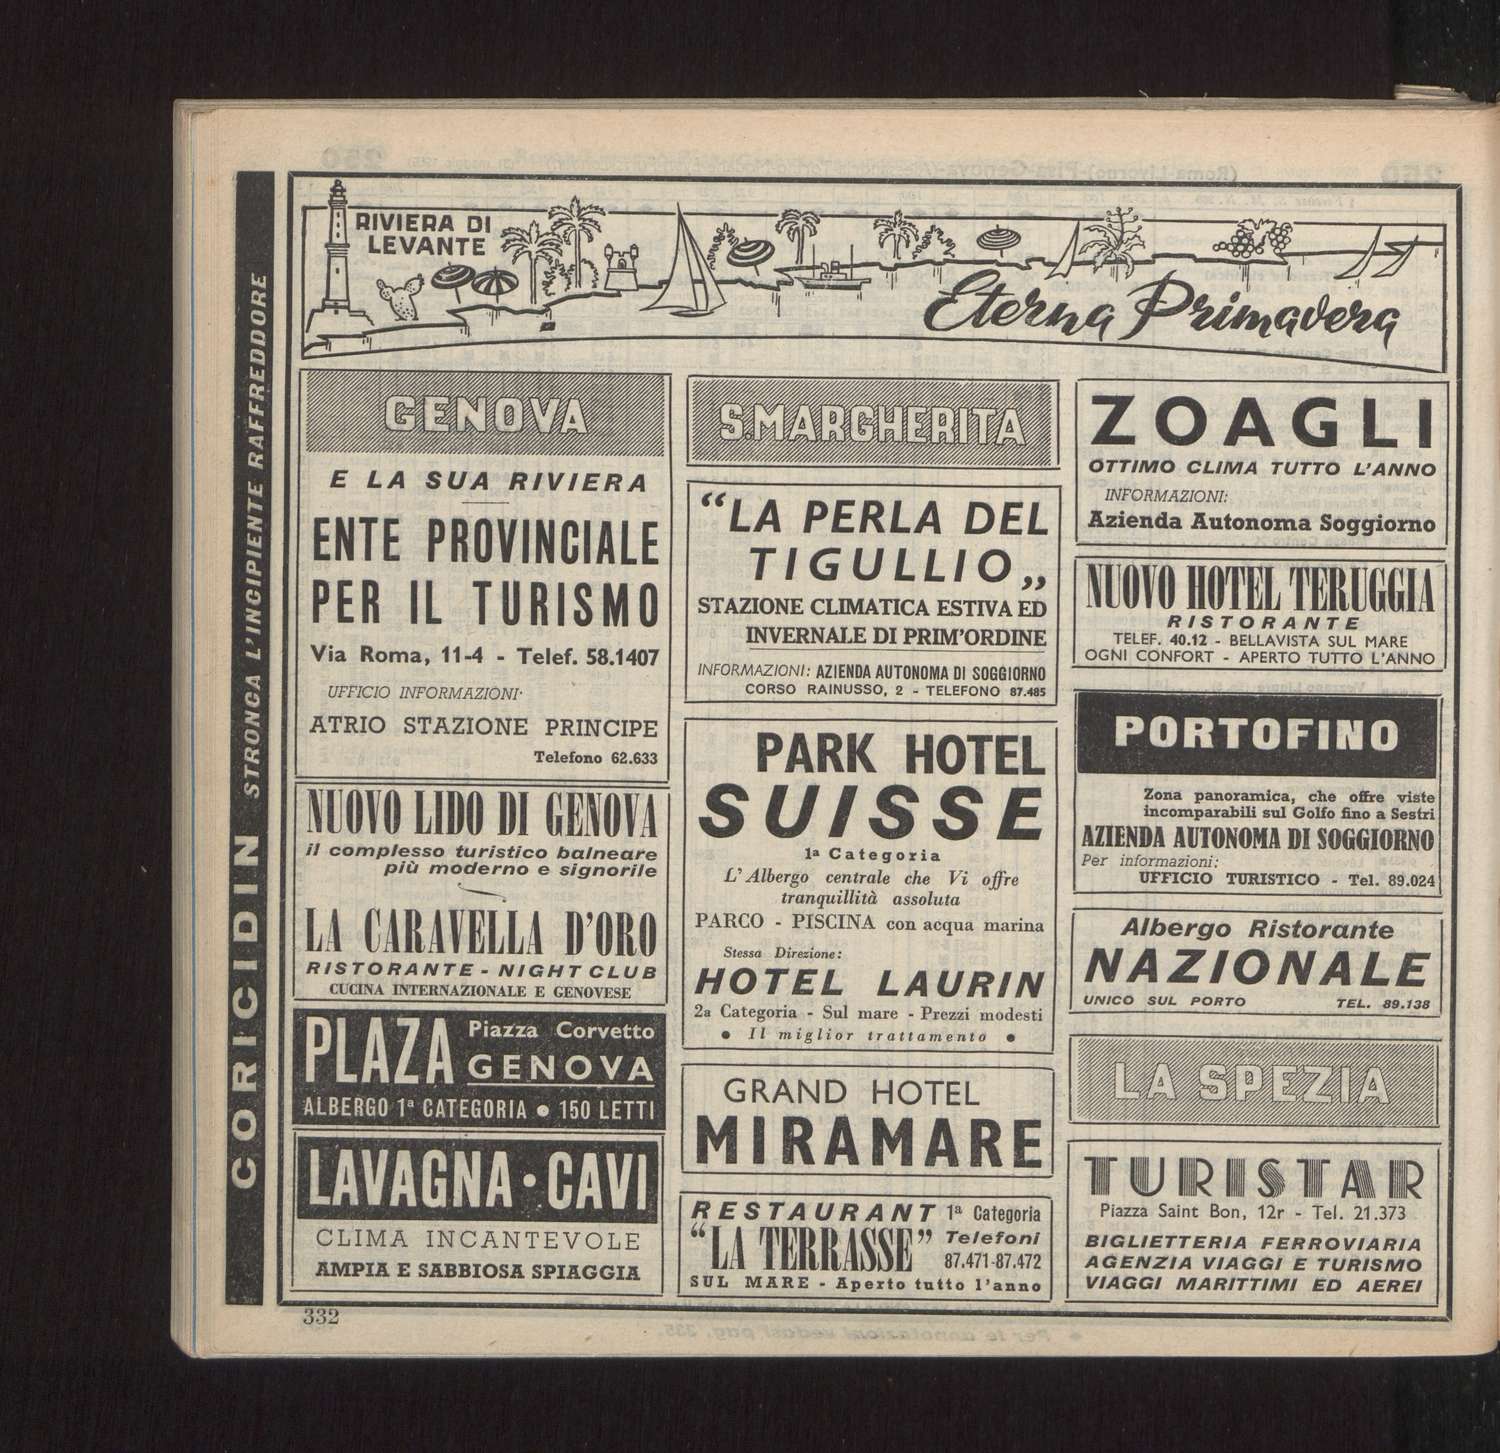 RIVIERA DI
LEVANTE
Eterna Primavera
CORICIDIN STRONCA L'INCIPIENTE RAFFREDDORE
GENOVA
E LA SUA RIVIERA
ENTE PROVINCIALE
PER IL TURISMO
Via Roma, 11-4 - Telef. 58.1407
UFFICIO INFORMAZIONI
ATRIO STAZIONE PRINCIPE
Telefono 62.633
NUOVO LIDO DI GENOVA
il complesso turistico balneare
più moderno e signorile
LA CARAVELLA D'ORO
RISTORANTE - NIGHT CLUB
CUCINA INTERNAZIONALE E GENOVESE
PLAZA Piazza Corvetto
GENOVA
ALBERGO 1ª CATEGORIA • 150 LETTI
LAVAGNA · CAVI
CLIMA INCANTEVOLE
AMPIA E SABBIOSA SPIAGGIA
S.MARGHERITA
“LA PERLA DEL
TIGULLIO„
STAZIONE CLIMATICA ESTIVA ED
INVERNALE DI PRIM'ORDINE
INFORMAZIONI: AZIENDA AUTONOMA DI SOGGIORNO
CORSO RAINUSSO, 2 - TELEFONO 87.485
PARK HOTEL
SUISSE
1ª Categoria
L'Albergo centrale che Vi offre
tranquillità assoluta
PARCO - PISCINA con acqua marina
Stessa Direzione:
HOTEL LAURIN
2a Categoria - Sul mare - Prezzi modesti
• Il miglior trattamento •
GRAND HOTEL
MIRAMARE
RESTAURANT 1ª Categoria
“LA TERRASSE” Telefoni
87.471-87.472
SUL MARE - Aperto tutto l'anno
ZOAGLI
OTTIMO CLIMA TUTTO L'ANNO
INFORMAZIONI:
Azienda Autonoma Soggiorno
NUOVO HOTEL TERUGGIA
RISTORANTE
TELEF. 40.12 - BELLAVISTA SUL MARE
OGNI CONFORT - APERTO TUTTO L'ANNO
PORTOFINO
Zona panoramica, che offre viste
incomparabili sul Golfo fino a Sestri
AZIENDA AUTONOMA DI SOGGIORNO
Per informazioni:
UFFICIO TURISTICO - Tel. 89.024
Albergo Ristorante
NAZIONALE
UNICO SUL PORTO TEL. 89.138
LA SPEZIA
TURISTAR
Piazza Saint Bon, 12r - Tel. 21.373
BIGLIETTERIA FERROVIARIA
AGENZIA VIAGGI E TURISMO
VIAGGI MARITTIMI ED AEREI
332